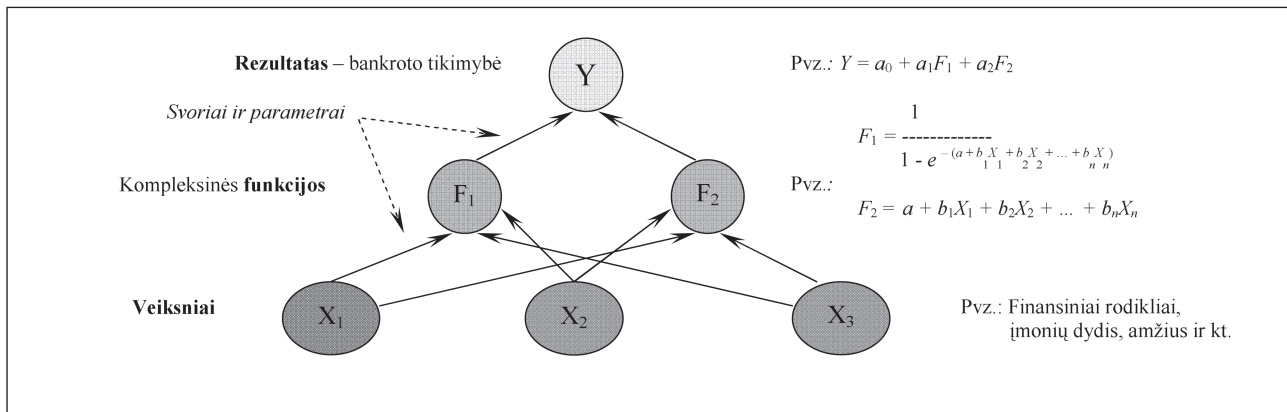 Rezultatas – bankroto tikimybė
Y
Pvz.: Y = a₀ + a₁F₁ + a₂F₂
Svoriai ir parametrai
1
F₁ = -------------
1 - e – (a + b₁X₁ + b₂X₂ + ... + bₙXₙ)
Kompleksinės funkcijos
F₁
F₂
Pvz.:
F₂ = a + b₁X₁ + b₂X₂ + ... + bₙXₙ
Veiksniai
X₁
X₂
X₃
Pvz.: Finansiniai rodikliai,
įmonių dydis, amžius ir kt.